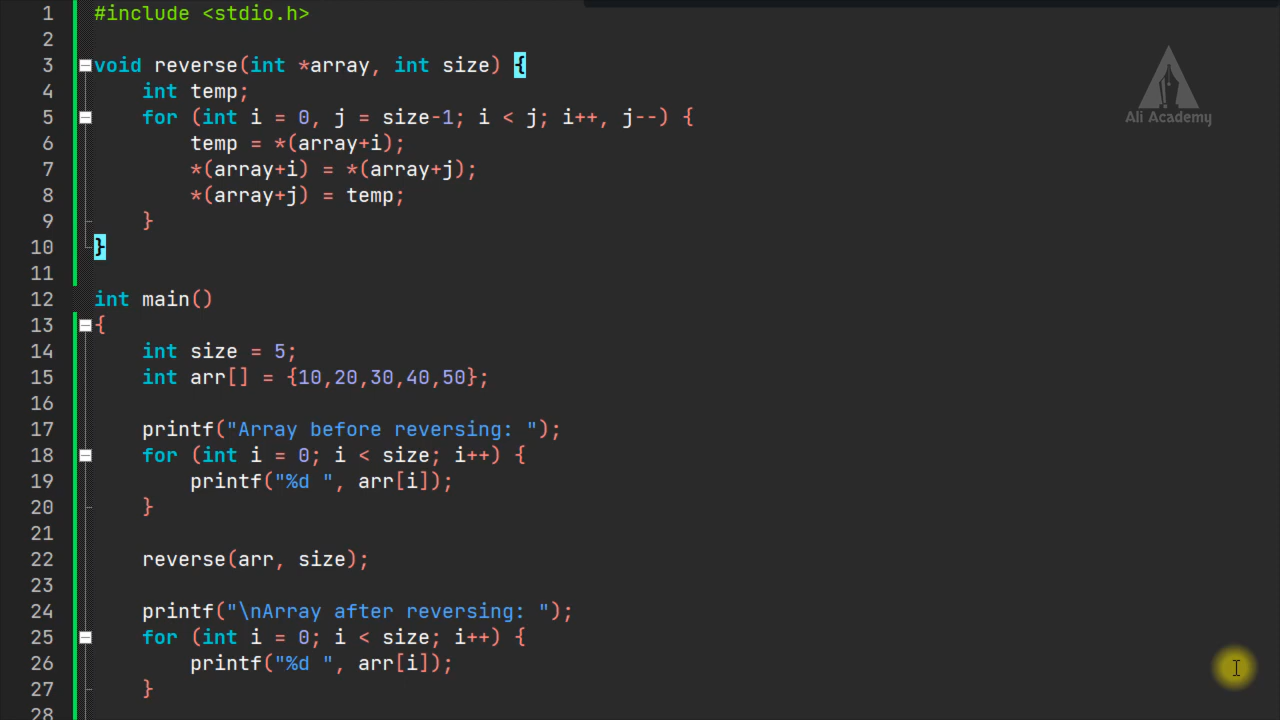 1 #include <stdio.h>
2
3 void reverse(int *array, int size) {
4     int temp;
5     for (int i = 0, j = size-1; i < j; i++, j--) {
6         temp = *(array+i);
7         *(array+i) = *(array+j);
8         *(array+j) = temp;
9     }
10 }
11
12 int main()
13 {
14     int size = 5;
15     int arr[] = {10,20,30,40,50};
16
17     printf("Array before reversing: ");
18     for (int i = 0; i < size; i++) {
19         printf("%d ", arr[i]);
20     }
21
22     reverse(arr, size);
23
24     printf("\nArray after reversing: ");
25     for (int i = 0; i < size; i++) {
26         printf("%d ", arr[i]);
27     }
28
Ali Academy